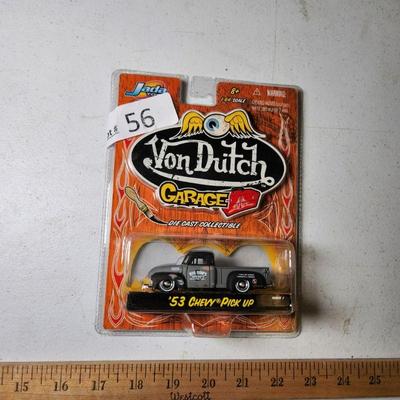 Jada
8+
1:64 SCALE
WARNING:
56
Von Dutch
GARAGE
DIE CAST COLLECTIBLE
'53 CHEVY® PICK UP
15 16 17 18 19 20 21 22 23 24 25
Westcott